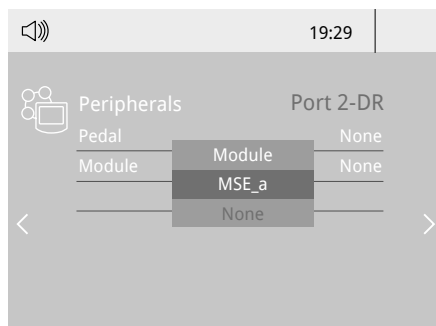 19:29
Peripherals Port 2-DR
Pedal None
Module None
Module
MSE_a
None